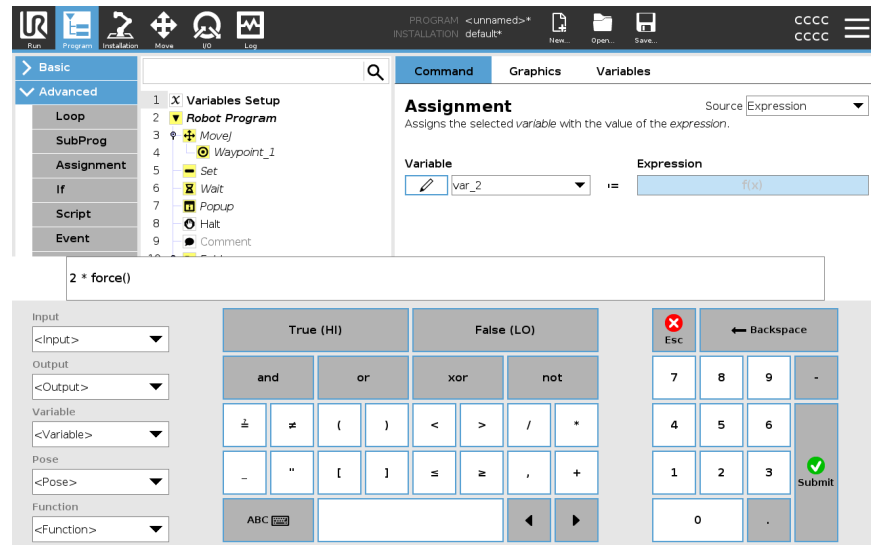 PROGRAM <unnamed>*
INSTALLATION default*
CCCC
CCCC
Run Program Installation Move I/O Log New... Open... Save...
Basic
Advanced
Loop
SubProg
Assignment
If
Script
Event
1 X Variables Setup
2 Robot Program
3 MoveJ
4 Waypoint_1
5 Set
6 Wait
7 Popup
8 Halt
9 Comment
Command Graphics Variables
Assignment
Source Expression
Assigns the selected variable with the value of the expression.
Variable Expression
var_2 := f(x)
2 * force()
Input
<Input>
Output
<Output>
Variable
<Variable>
Pose
<Pose>
Function
<Function>
True (HI) False (LO) Esc Backspace
and or xor not 7 8 9 -
≟ ≠ ( ) < > / * 4 5 6
_ " [ ] ≤ ≥ , + 1 2 3 Submit
ABC 0 .